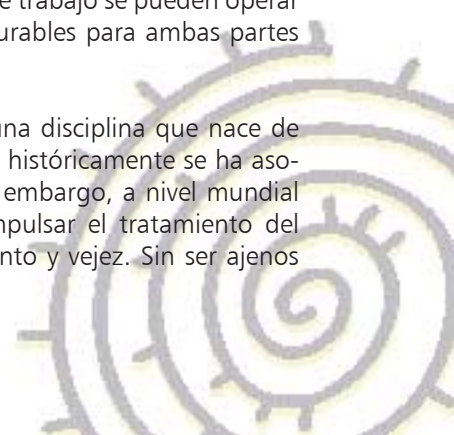 e trabajo se pueden operar
urables para ambas partes
una disciplina que nace de
históricamente se ha aso-
embargo, a nivel mundial
mpulsar el tratamiento del
nto y vejez. Sin ser ajenos